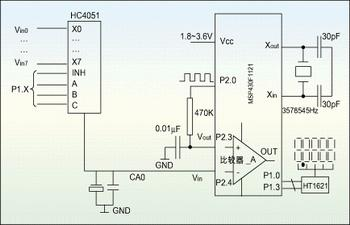 HC4051
Vin0
X0
...
...
...
...
Vin7
X7
INH
A
P1.X
B
C
CA0
GND
1.8~3.6V
Vcc
P2.0
470K
0.01μF
Vout
P2.3
GND
Vin
P2.4
MSP430F1121
+
比较器_A
-
OUT
Xout
Xin
30pF
30pF
3578545Hz
P1.0
P1.3
HT1621